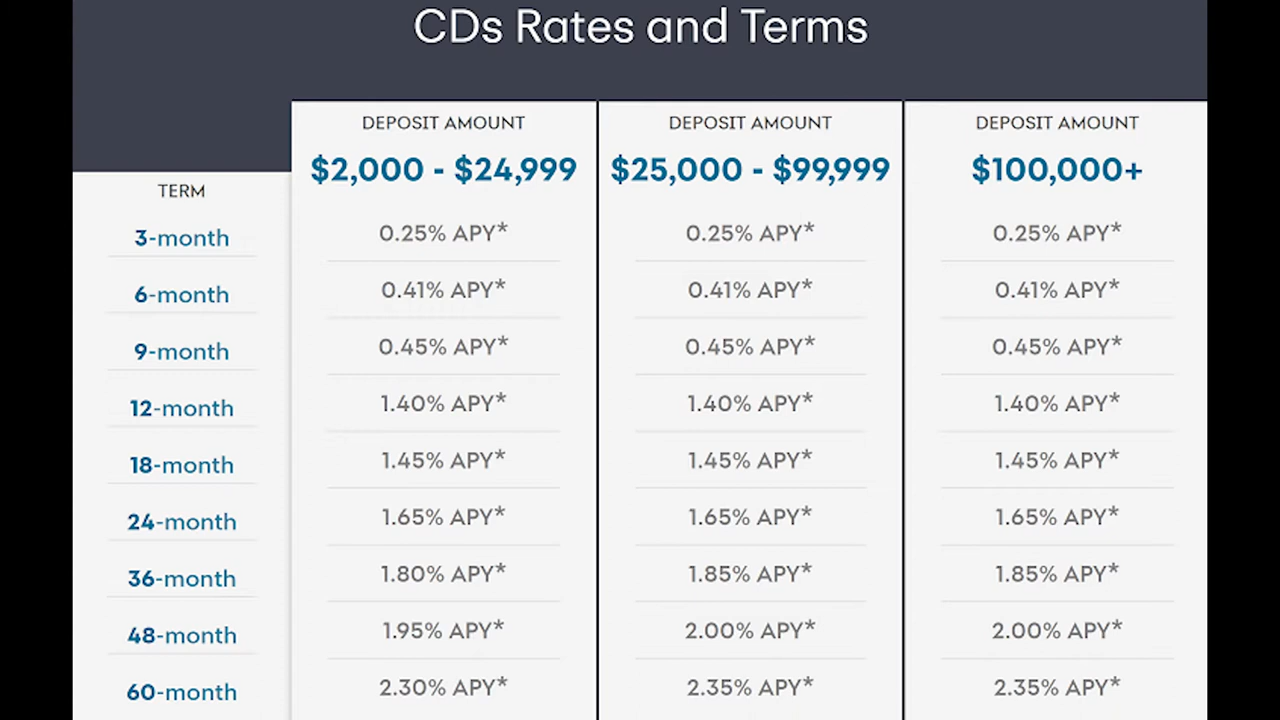 CDs Rates and Terms
DEPOSIT AMOUNT DEPOSIT AMOUNT DEPOSIT AMOUNT
$2,000 - $24,999 $25,000 - $99,999 $100,000+
TERM
3-month 0.25% APY* 0.25% APY* 0.25% APY*
6-month 0.41% APY* 0.41% APY* 0.41% APY*
9-month 0.45% APY* 0.45% APY* 0.45% APY*
12-month 1.40% APY* 1.40% APY* 1.40% APY*
18-month 1.45% APY* 1.45% APY* 1.45% APY*
24-month 1.65% APY* 1.65% APY* 1.65% APY*
36-month 1.80% APY* 1.85% APY* 1.85% APY*
48-month 1.95% APY* 2.00% APY* 2.00% APY*
60-month 2.30% APY* 2.35% APY* 2.35% APY*